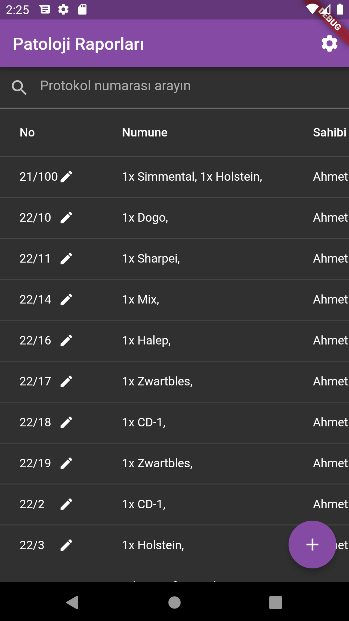 2:25
DEBUG
Patoloji Raporları
Protokol numarası arayın
No Numune Sahibi
21/100 1x Simmental, 1x Holstein, Ahmet
22/10 1x Dogo, Ahmet
22/11 1x Sharpei, Ahmet
22/14 1x Mix, Ahmet
22/16 1x Halep, Ahmet
22/17 1x Zwartbles, Ahmet
22/18 1x CD-1, Ahmet
22/19 1x Zwartbles, Ahmet
22/2 1x CD-1, Ahmet
22/3 1x Holstein, et